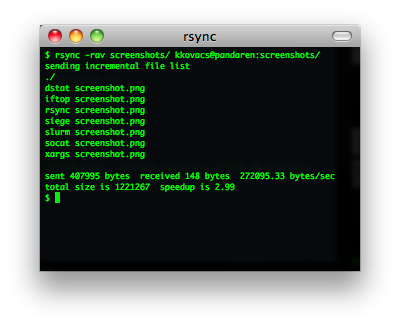 rsync
$ rsync -rav screenshots/ kkovacs@pandaren:screenshots/
sending incremental file list
./
dstat screenshot.png
iftop screenshot.png
rsync screenshot.png
siege screenshot.png
slurm screenshot.png
socat screenshot.png
xargs screenshot.png
sent 407995 bytes  received 148 bytes  272095.33 bytes/sec
total size is 1221267  speedup is 2.99
$